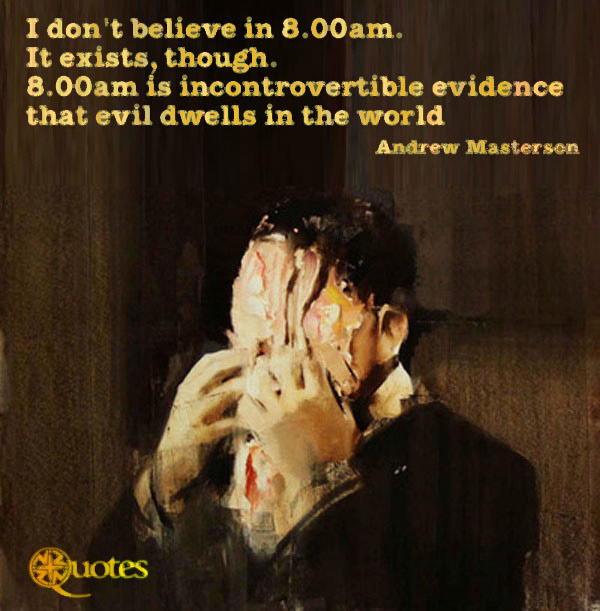 I don't believe in 8.00am.
It exists, though.
8.00am is incontrovertible evidence
that evil dwells in the world
Andrew Masterson
Quotes